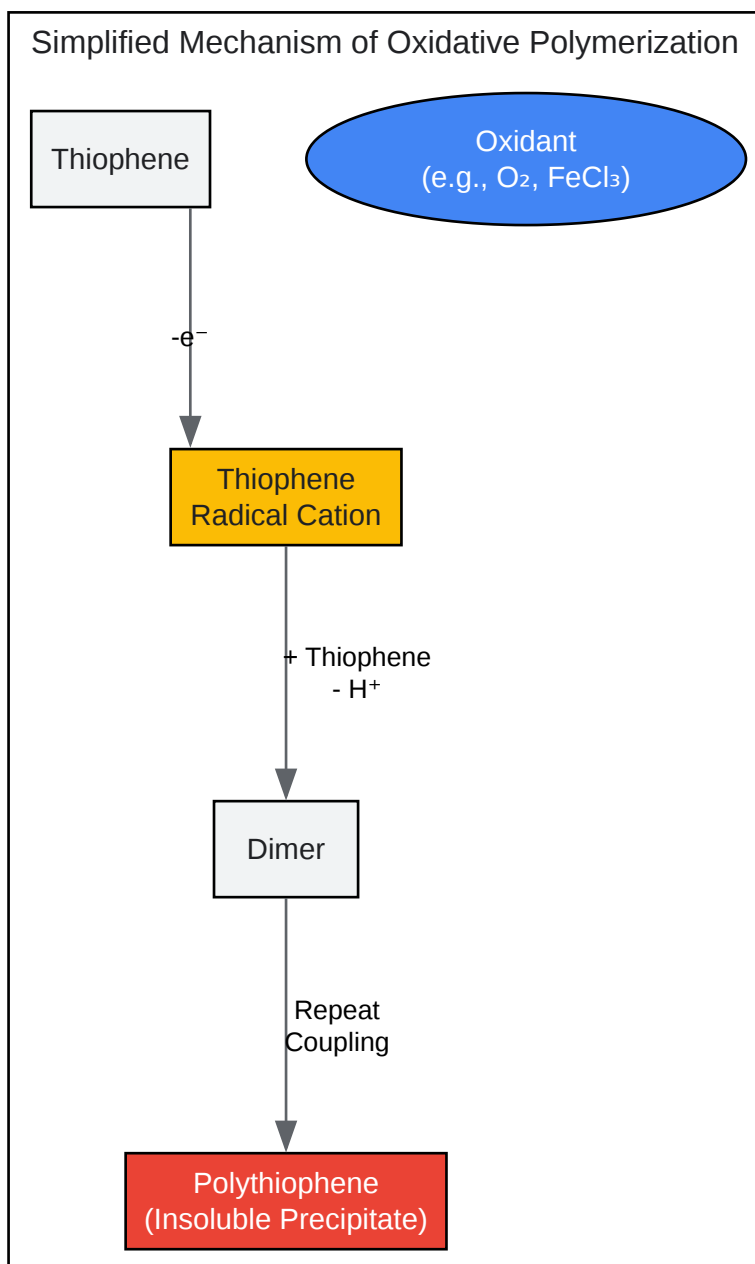 Simplified Mechanism of Oxidative Polymerization
Thiophene
Oxidant
(e.g., O₂, FeCl₃)
-e⁻
Thiophene
Radical Cation
+ Thiophene
- H⁺
Dimer
Repeat
Coupling
Polythiophene
(Insoluble Precipitate)